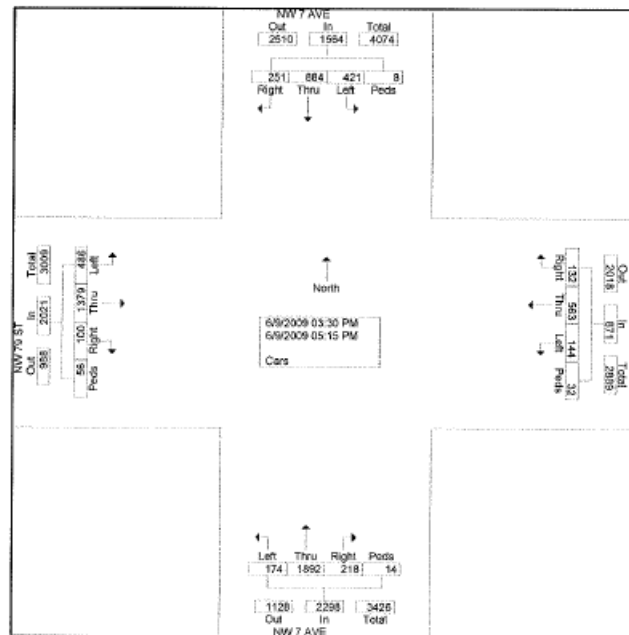 NW 7 AVE
Out In Total
2510 1564 4074
251 884 421 8
Right Thru Left Peds
NW 79 ST
Total In Out
3009 2021 988
486 1379 100 56
Left Thru Right Peds
North
6/9/2009 03:30 PM
6/9/2009 05:15 PM
Cars
Out In Total
2018 871 2889
132 563 144 32
Right Thru Left Peds
Left Thru Right Peds
174 1892 218 14
1128 2298 3426
Out In Total
NW 7 AVE